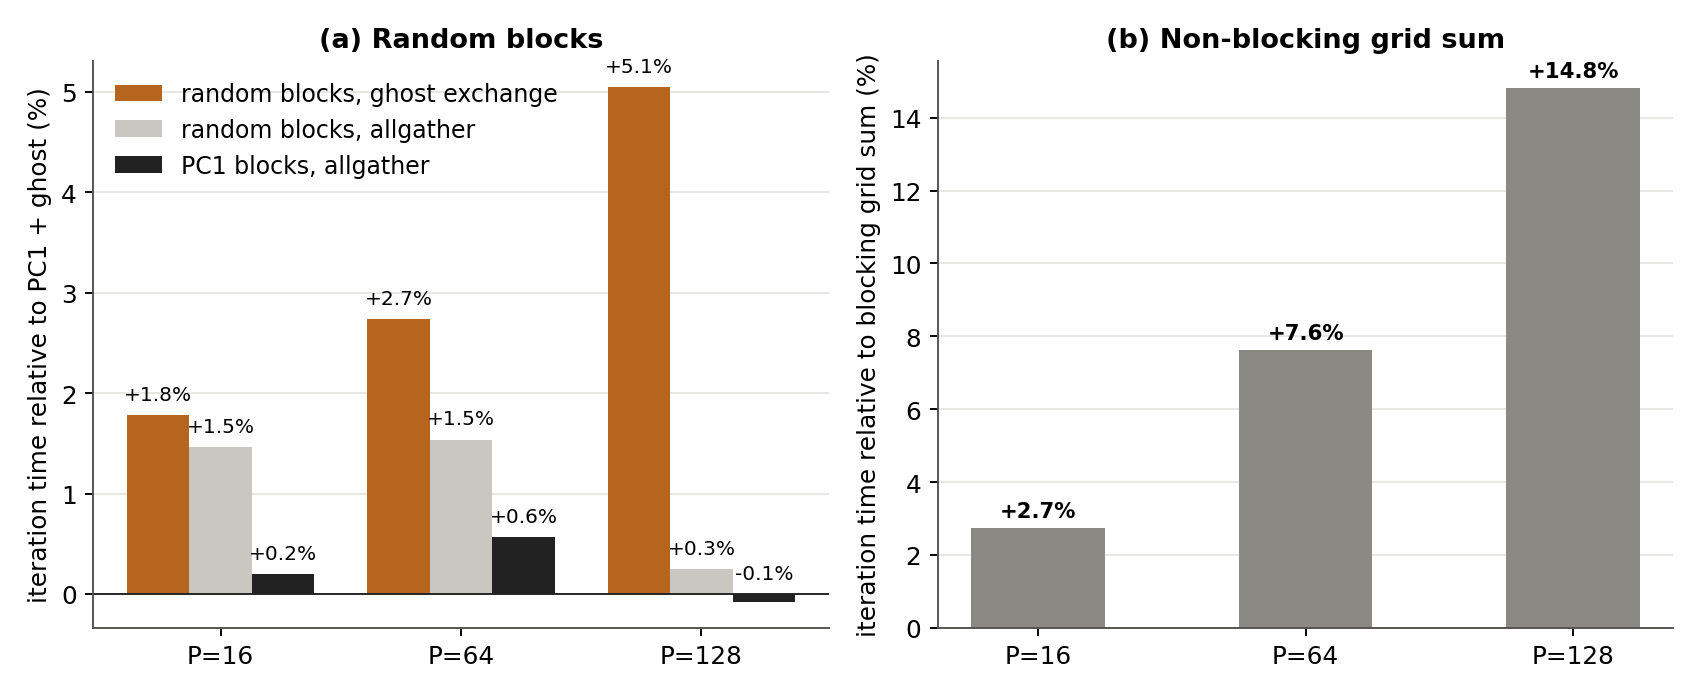 (a) Random blocks
iteration time relative to PC1 + ghost (%)
5
4
3
2
1
0
random blocks, ghost exchange
random blocks, allgather
PC1 blocks, allgather
+1.8%
+1.5%
+0.2%
+2.7%
+1.5%
+0.6%
+5.1%
+0.3%
-0.1%
P=16
P=64
P=128
(b) Non-blocking grid sum
iteration time relative to blocking grid sum (%)
14
12
10
8
6
4
2
0
+2.7%
+7.6%
+14.8%
P=16
P=64
P=128